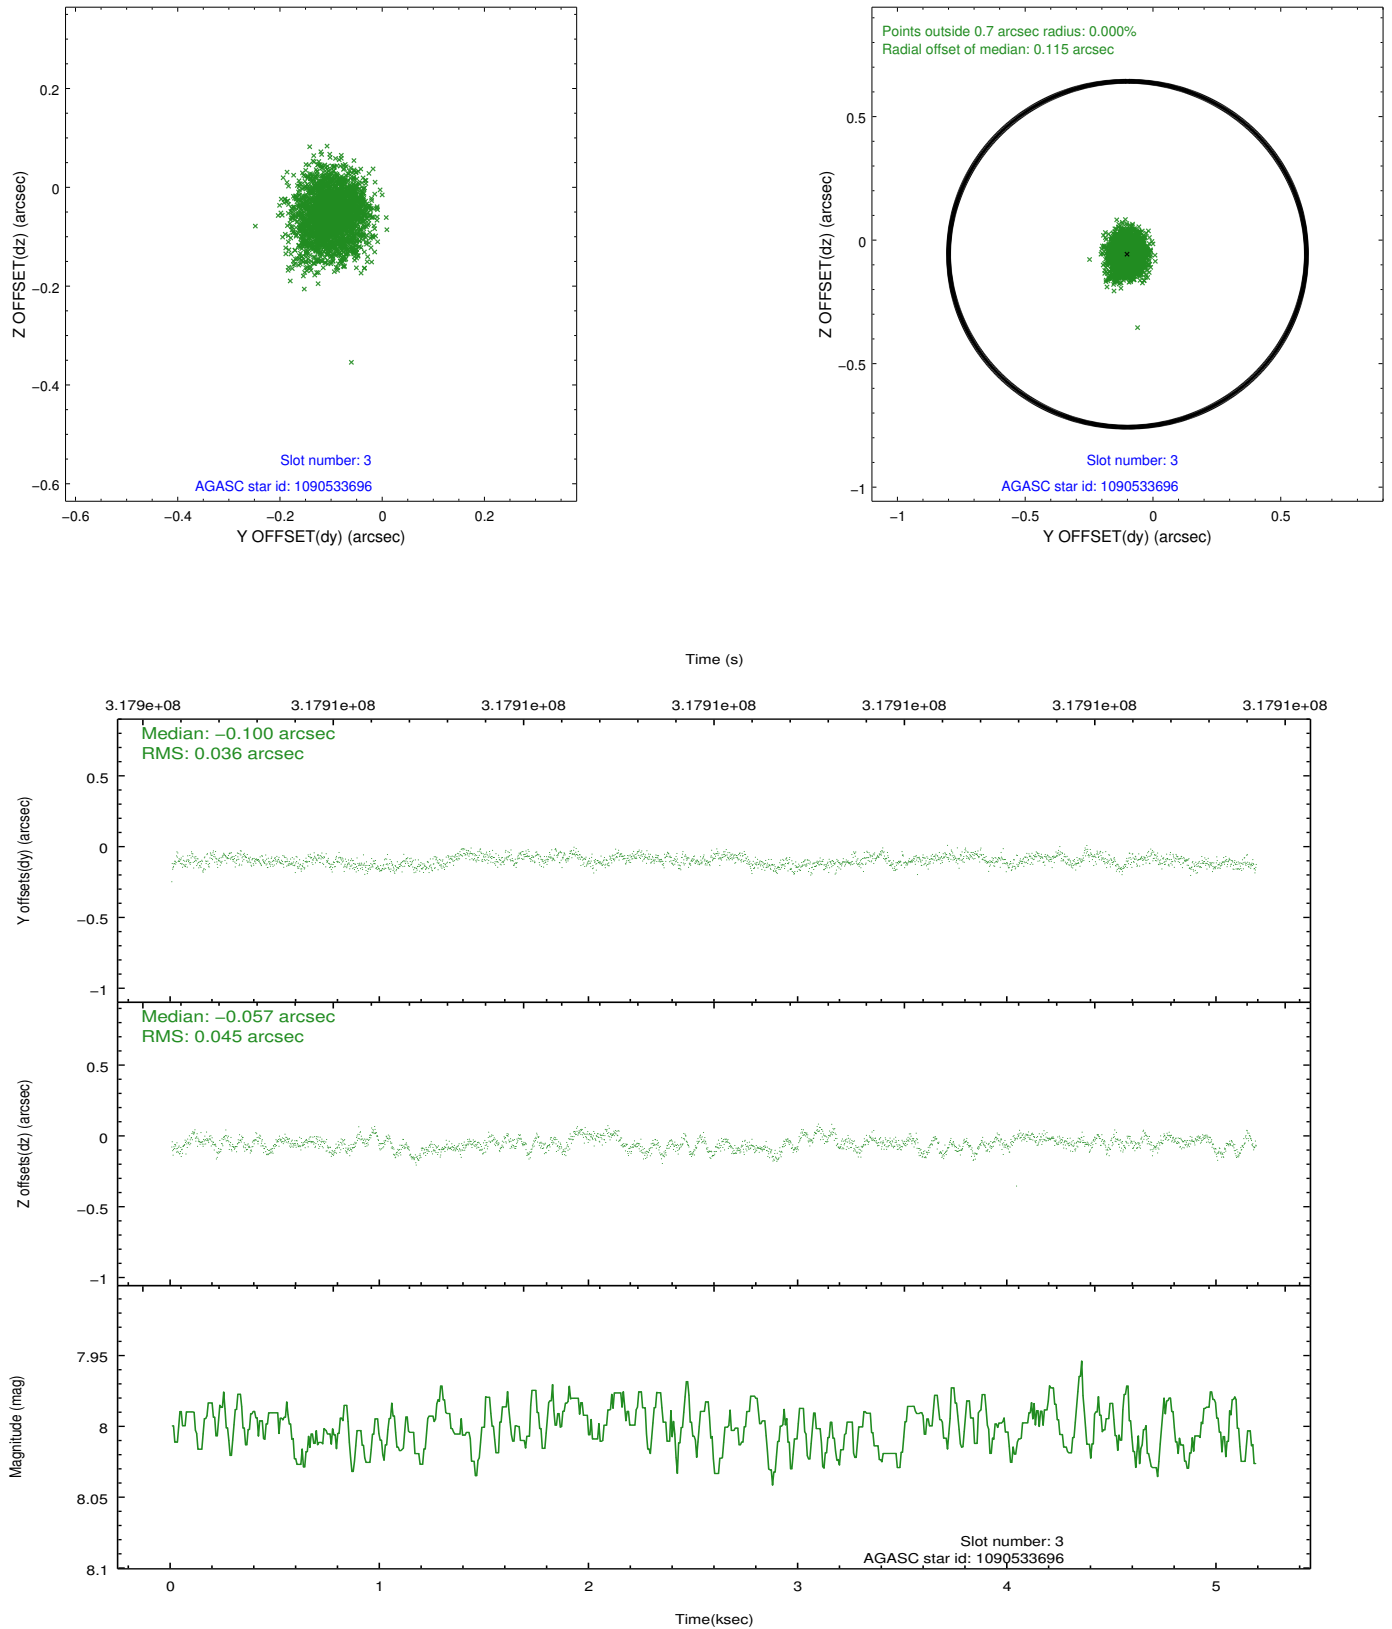 0.2
0
−0.2
−0.4
−0.6
Z OFFSET(dz) (arcsec)
Slot number: 3
AGASC star id: 1090533696
−0.6 −0.4 −0.2 0 0.2
Y OFFSET(dy) (arcsec)
Points outside 0.7 arcsec radius: 0.000%
Radial offset of median: 0.115 arcsec
0.5
0
−0.5
−1
Z OFFSET(dz) (arcsec)
Slot number: 3
AGASC star id: 1090533696
−1 −0.5 0 0.5
Y OFFSET(dy) (arcsec)
Time (s)
3.179e+08 3.1791e+08 3.1791e+08 3.1791e+08 3.1791e+08 3.1791e+08 3.1791e+08
Median: −0.100 arcsec
RMS: 0.036 arcsec
0.5
0
−0.5
−1
Y offsets(dy) (arcsec)
Median: −0.057 arcsec
RMS: 0.045 arcsec
0.5
0
−0.5
−1
Z offsets(dz) (arcsec)
7.95
8
8.05
8.1
Magnitude (mag)
Slot number: 3
AGASC star id: 1090533696
0 1 2 3 4 5
Time(ksec)